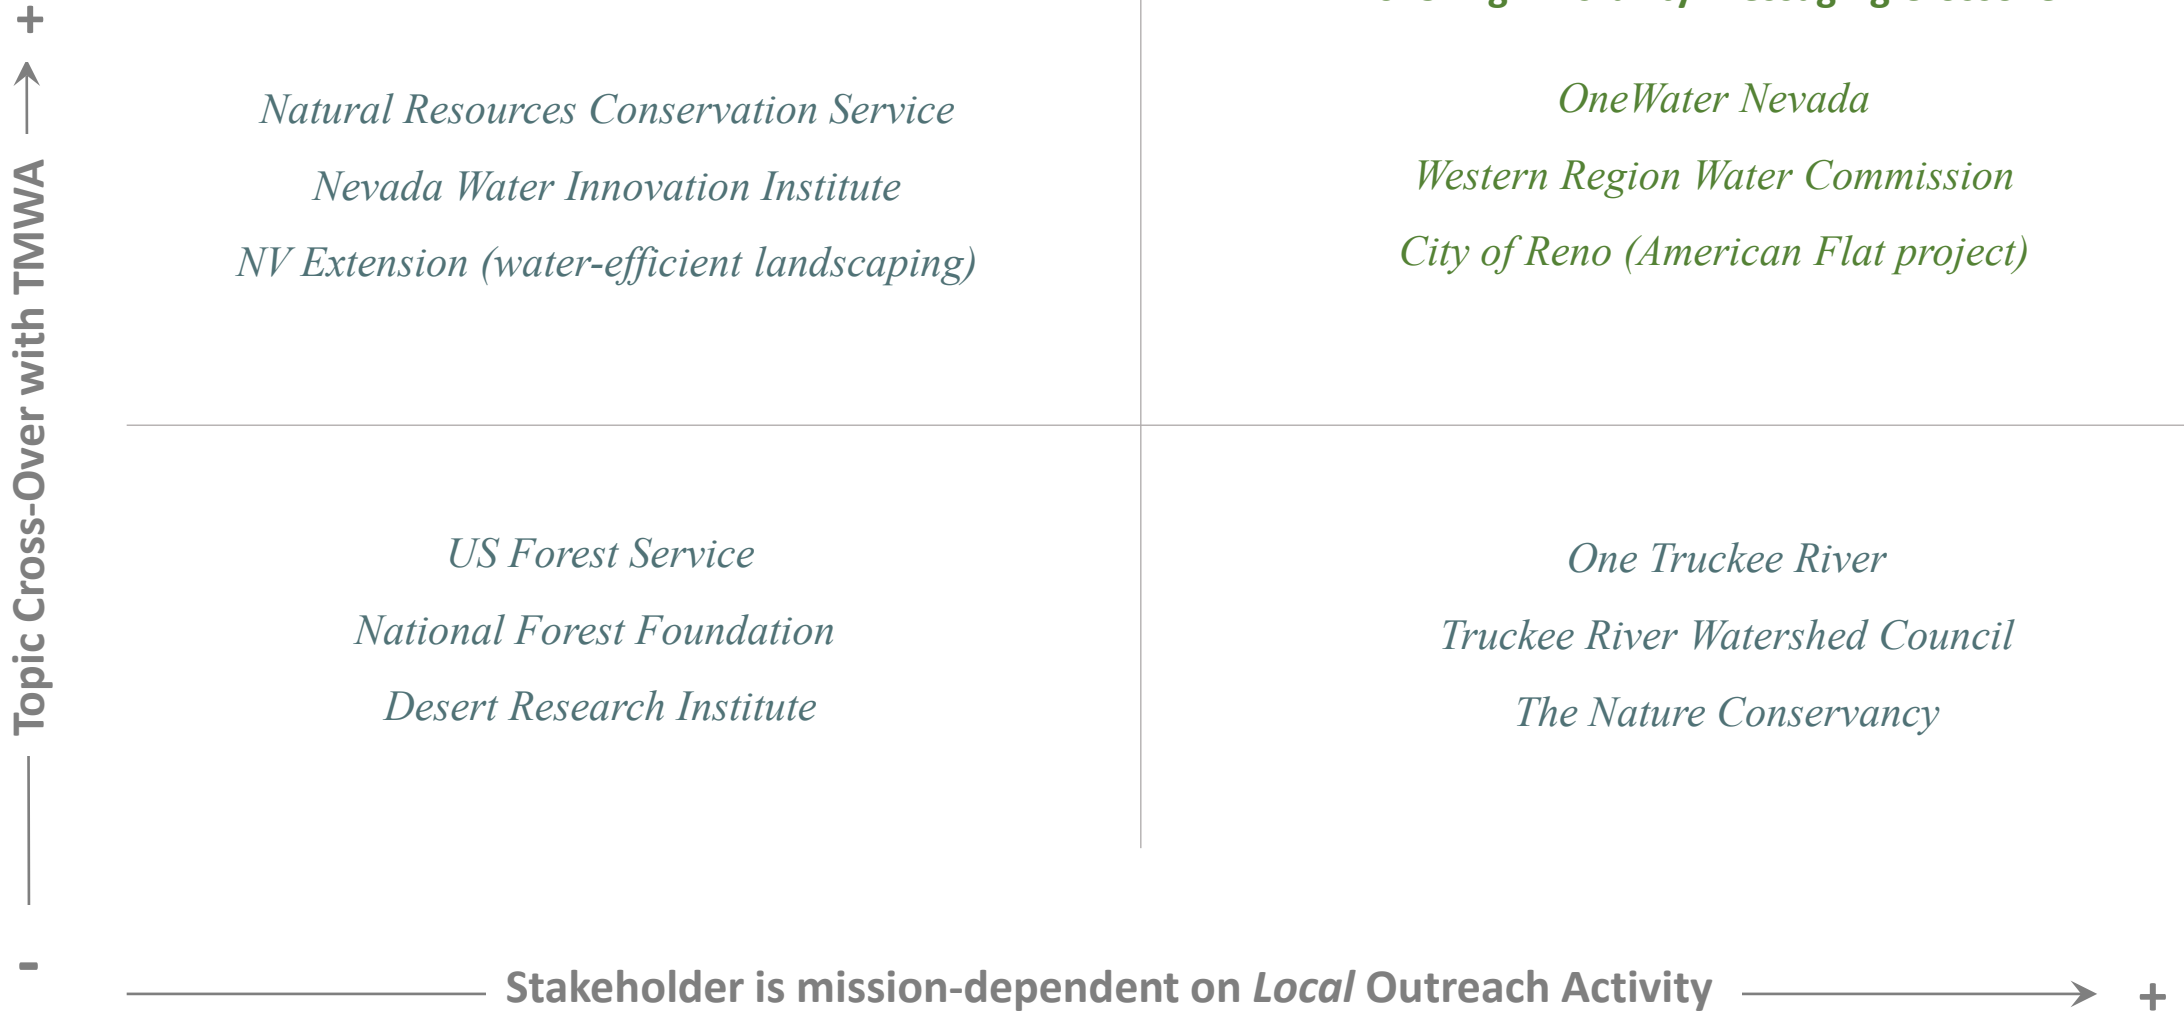 +
Natural Resources Conservation Service
Nevada Water Innovation Institute
NV Extension (water-efficient landscaping)
OneWater Nevada
Western Region Water Commission
City of Reno (American Flat project)
Topic Cross-Over with TMWA
US Forest Service
National Forest Foundation
Desert Research Institute
One Truckee River
Truckee River Watershed Council
The Nature Conservancy
-
Stakeholder is mission-dependent on Local Outreach Activity
+